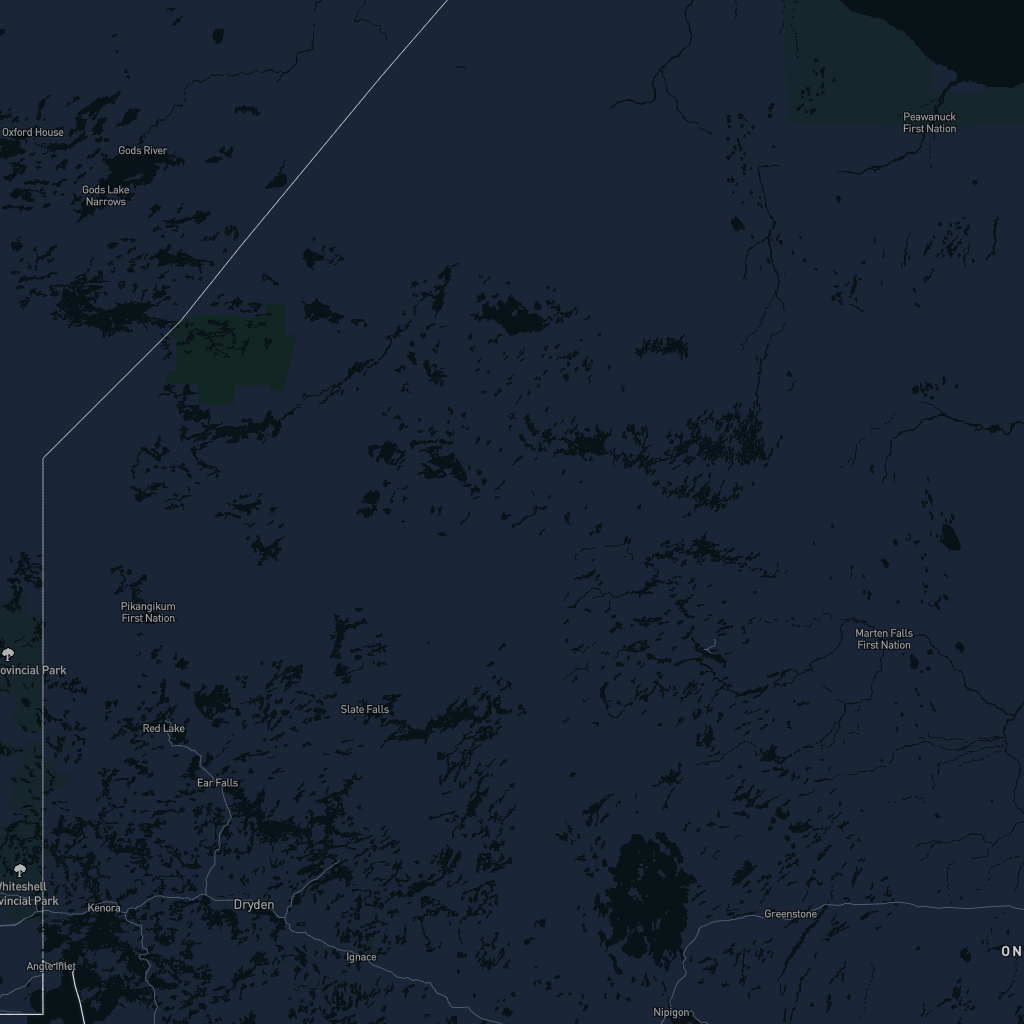 Peawanuck
First Nation
Oxford House
Gods River
Gods Lake
Narrows
Pikangikum
First Nation
Marten Falls
First Nation
ovincial Park
Slate Falls
Red Lake
Ear Falls
Whiteshell
vincial Park
Kenora
Dryden
Greenstone
ON
Ignace
Angle Inlet
Nipigon